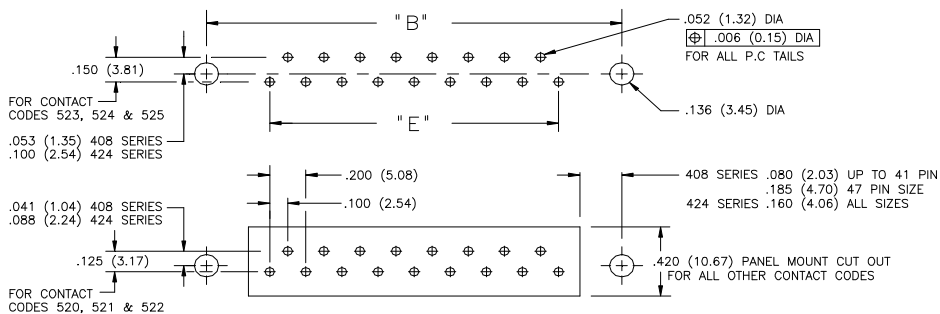 "B"
.052 (1.32) DIA
⌖ .006 (0.15) DIA
FOR ALL P.C TAILS
.150 (3.81)
FOR CONTACT
CODES 523, 524 & 525
.136 (3.45) DIA
"E"
.053 (1.35) 408 SERIES
.100 (2.54) 424 SERIES
.200 (5.08)
.100 (2.54)
408 SERIES .080 (2.03) UP TO 41 PIN
.185 (4.70) 47 PIN SIZE
424 SERIES .160 (4.06) ALL SIZES
.041 (1.04) 408 SERIES
.088 (2.24) 424 SERIES
.125 (3.17)
.420 (10.67) PANEL MOUNT CUT OUT
FOR ALL OTHER CONTACT CODES
FOR CONTACT
CODES 520, 521 & 522